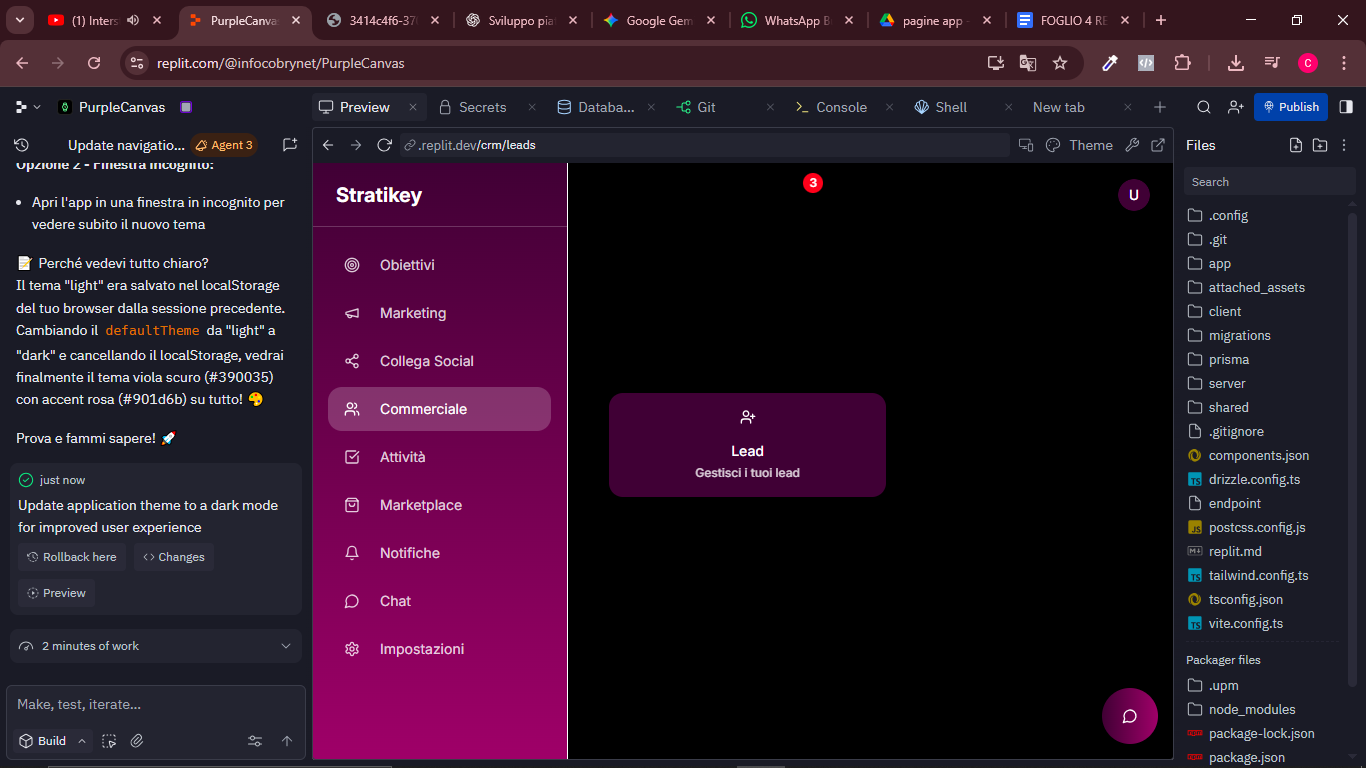 (1) Inters
PurpleCanvas
3414c4f6-37
Sviluppo pia
Google Gem
WhatsApp B
pagine app -
FOGLIO 4 RE
replit.com/@infocobrynet/PurpleCanvas
C
PurpleCanvas
Preview
Secrets
Databa...
Git
Console
Shell
New tab
Publish
Update navigatio...
Agent 3
.replit.dev/crm/leads
Theme
Files
Opzione 2 - Finestra Incognito:
Apri l'app in una finestra in incognito per
vedere subito il nuovo tema
Perché vedevi tutto chiaro?
Il tema "light" era salvato nel localStorage
del tuo browser dalla sessione precedente.
Cambiando il defaultTheme da "light" a
"dark" e cancellando il localStorage, vedrai
finalmente il tema viola scuro (#390035)
con accent rosa (#901d6b) su tutto!
Prova e fammi sapere!
just now
Update application theme to a dark mode
for improved user experience
Rollback here
Changes
Preview
2 minutes of work
Make, test, iterate...
Build
Stratikey
Obiettivi
Marketing
Collega Social
Commerciale
Attività
Marketplace
Notifiche
Chat
Impostazioni
3
U
Lead
Gestisci i tuoi lead
Search
.config
.git
app
attached_assets
client
migrations
prisma
server
shared
.gitignore
components.json
drizzle.config.ts
endpoint
postcss.config.js
replit.md
tailwind.config.ts
tsconfig.json
vite.config.ts
Packager files
.upm
node_modules
package-lock.json
package.json